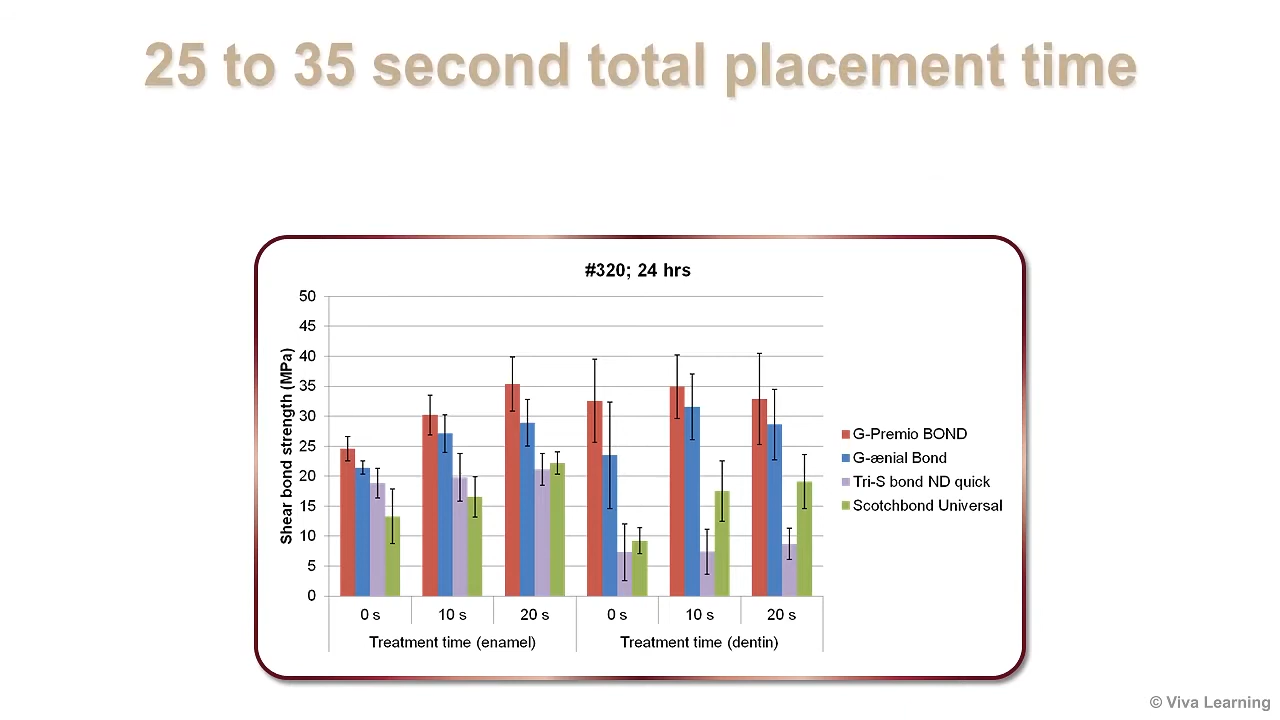 25 to 35 second total placement time
#320; 24 hrs
50
45
40
35
30
25
20
15
10
5
0
Shear bond strength (MPa)
0 s 10 s 20 s 0 s 10 s 20 s
Treatment time (enamel) Treatment time (dentin)
G-Premio BOND
G-ænial Bond
Tri-S bond ND quick
Scotchbond Universal
© Viva Learning